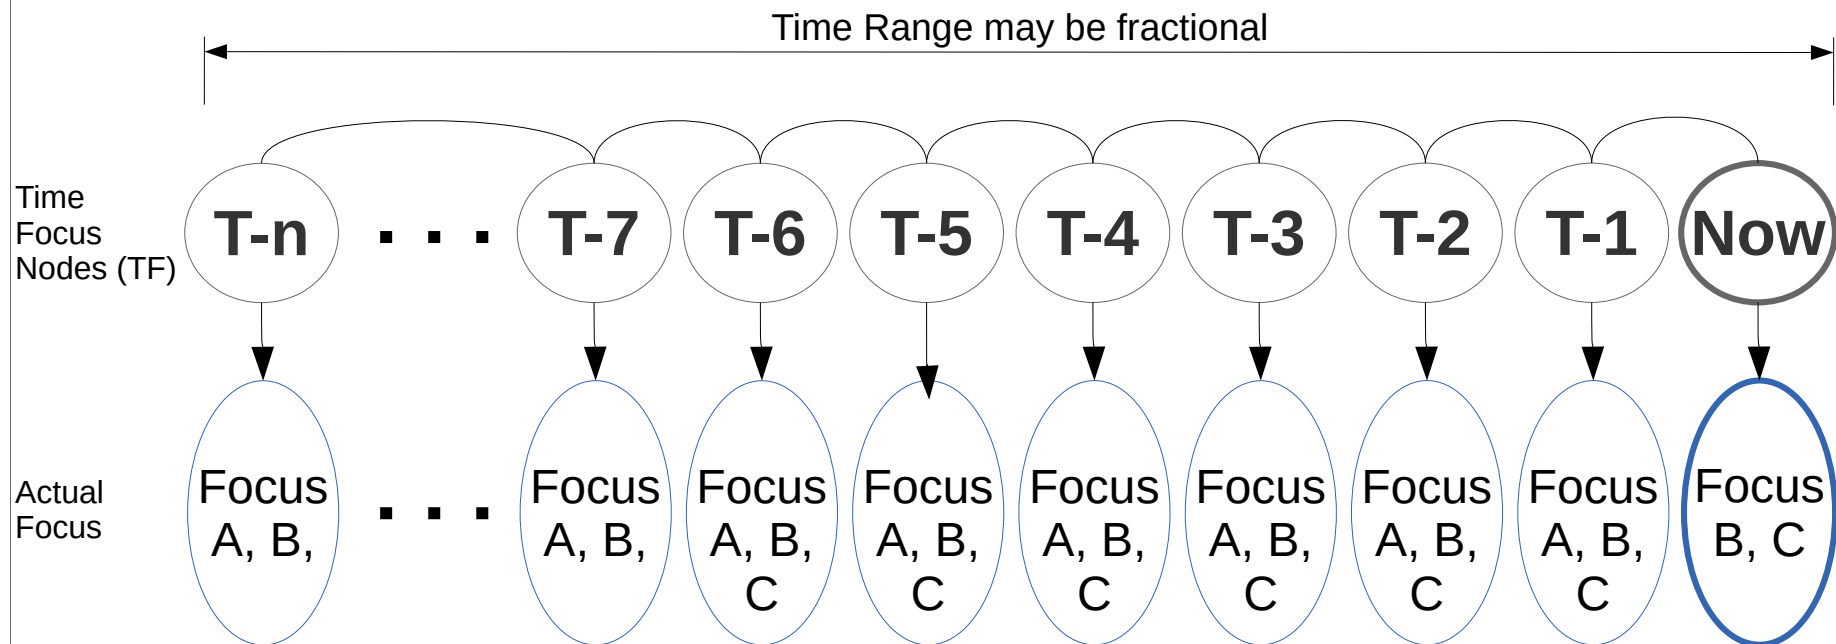 Time Range may be fractional
Time
Focus
Nodes (TF)
T-n
. . .
T-7
T-6
T-5
T-4
T-3
T-2
T-1
Now
Actual
Focus
Focus
A, B,
. . .
Focus
A, B,
Focus
A, B,
C
Focus
A, B,
C
Focus
A, B,
C
Focus
A, B,
C
Focus
A, B,
C
Focus
A, B,
C
Focus
B, C